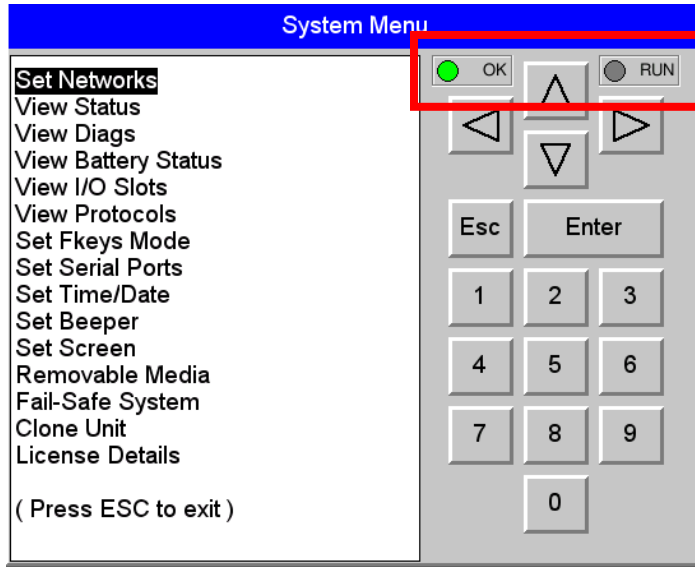 System Menu
OK
RUN
Set Networks
View Status
View Diags
View Battery Status
View I/O Slots
View Protocols
Set Fkeys Mode
Set Serial Ports
Set Time/Date
Set Beeper
Set Screen
Removable Media
Fail-Safe System
Clone Unit
License Details
( Press ESC to exit )
Esc Enter
1 2 3
4 5 6
7 8 9
0